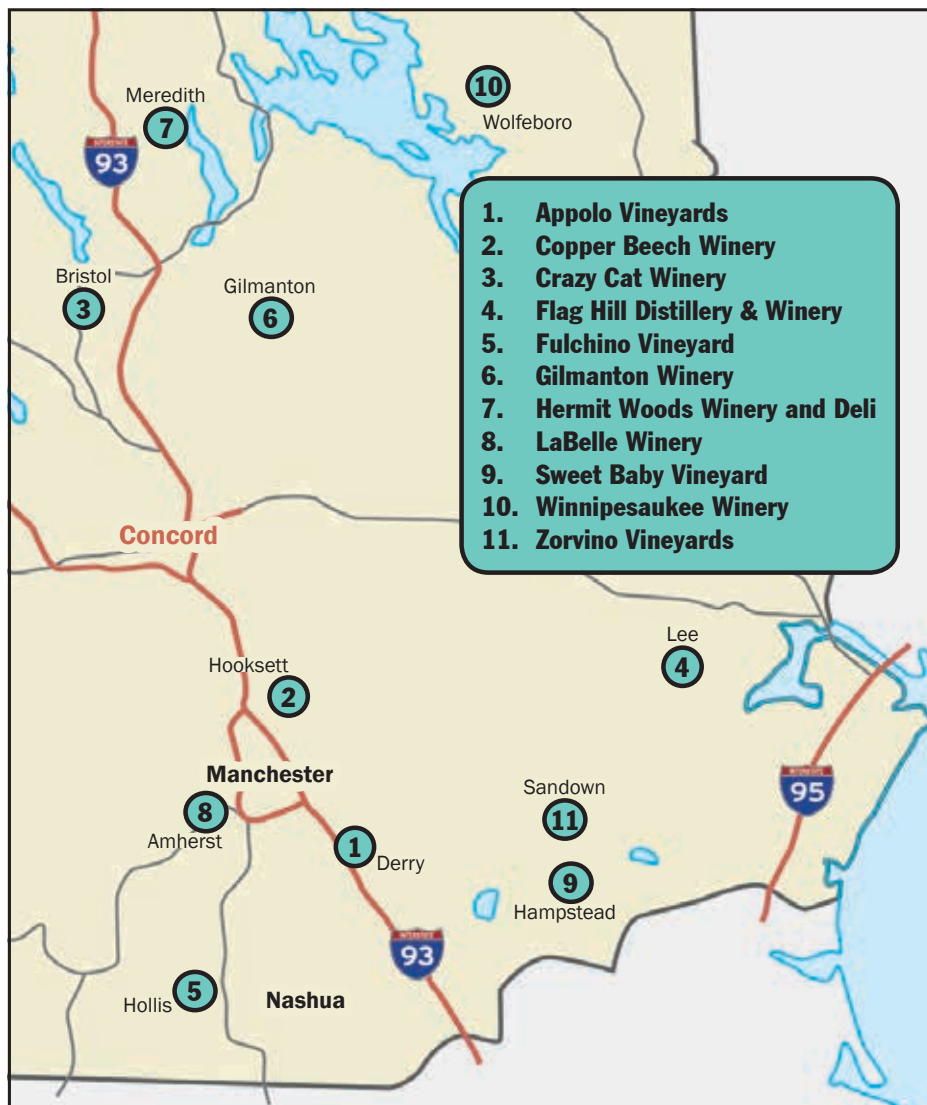 10
Meredith
7
Wolfeboro
INTERSTATE
93
1. Appolo Vineyards
2. Copper Beech Winery
3. Crazy Cat Winery
4. Flag Hill Distillery & Winery
5. Fulchino Vineyard
6. Gilmanton Winery
7. Hermit Woods Winery and Deli
8. LaBelle Winery
9. Sweet Baby Vineyard
10. Winnipesaukee Winery
11. Zorvino Vineyards
Bristol
3
Gilmanton
6
Concord
Lee
4
Hooksett
2
Manchester
INTERSTATE
95
Sandown
11
8
Amherst
1
Derry
9
Hampstead
INTERSTATE
93
Hollis
5
Nashua